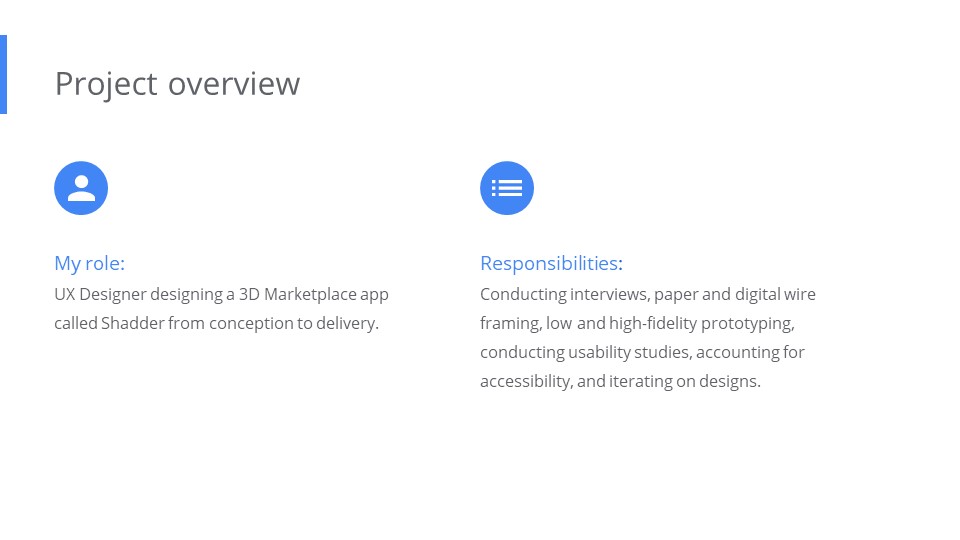 Project overview
My role:
UX Designer designing a 3D Marketplace app
called Shadder from conception to delivery.
Responsibilities:
Conducting interviews, paper and digital wire
framing, low and high-fidelity prototyping,
conducting usability studies, accounting for
accessibility, and iterating on designs.